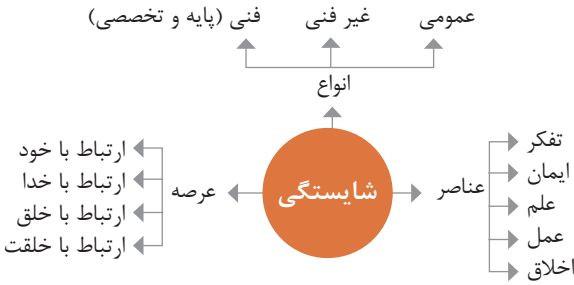 عمومی
غیر فنی
فنی (پایه و تخصصی)
انواع
شایستگی
عناصر
تفکر
ایمان
علم
عمل
اخلاق
عرصه
ارتباط با خود
ارتباط با خدا
ارتباط با خلق
ارتباط با خلقت